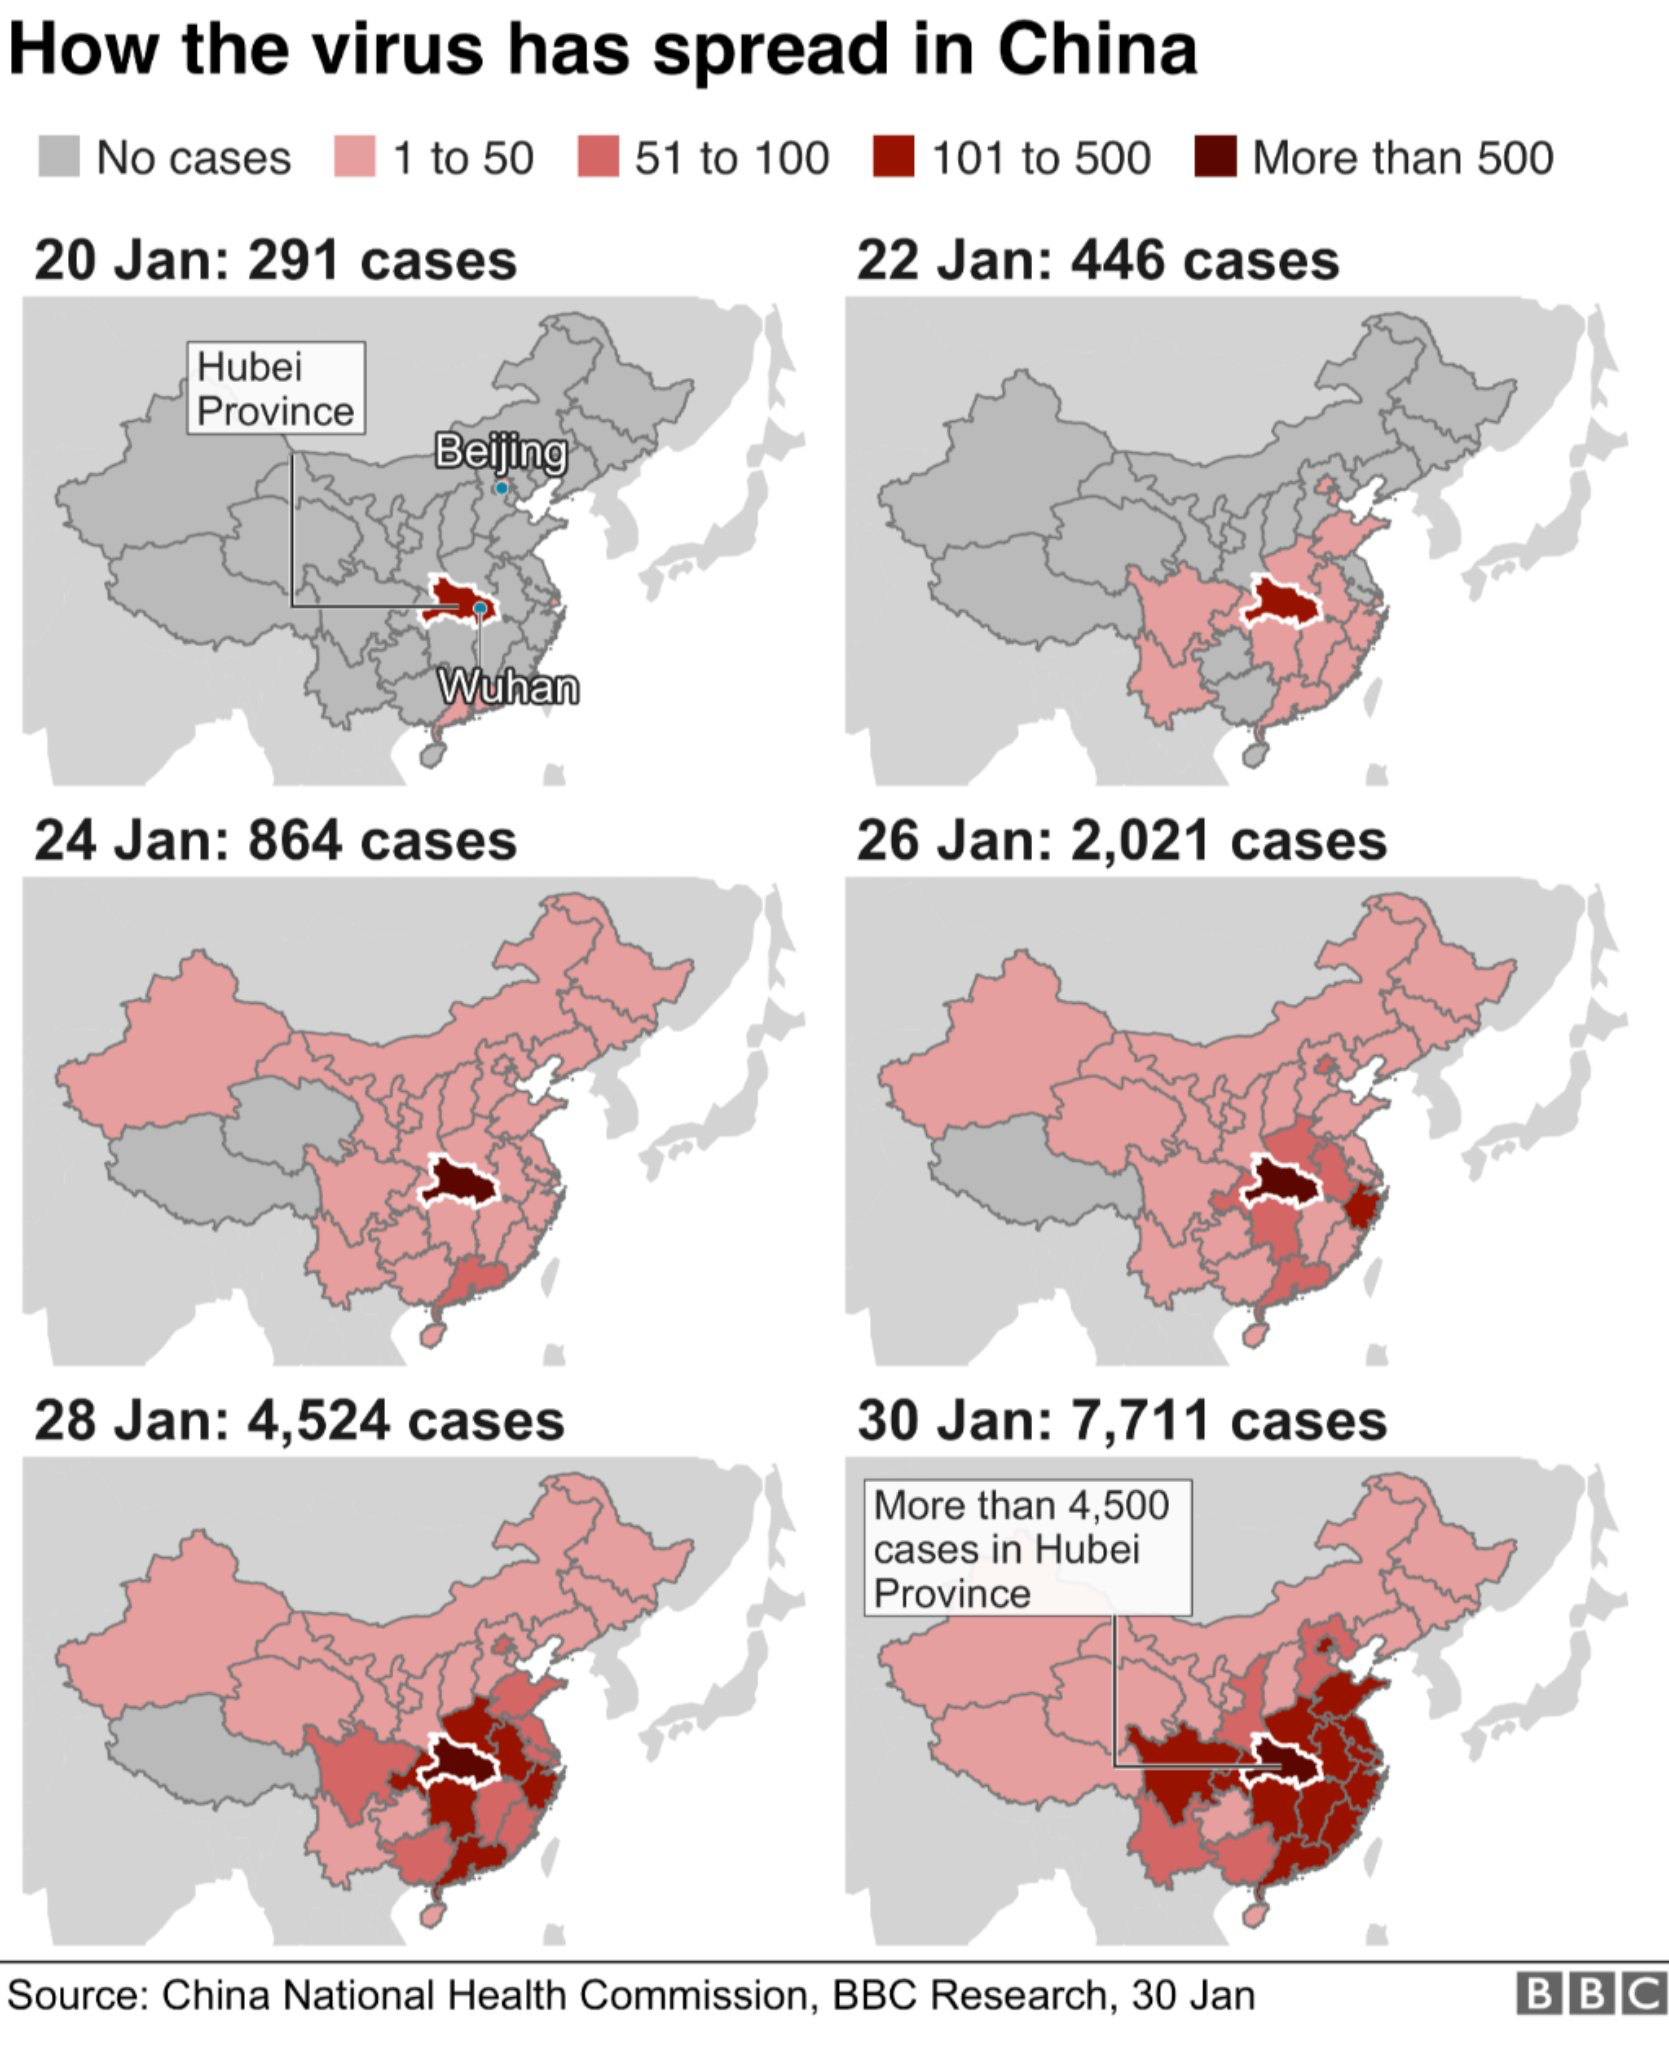 How the virus has spread in China
No cases 1 to 50 51 to 100 101 to 500 More than 500
20 Jan: 291 cases
Hubei
Province
Beijing
Wuhan
22 Jan: 446 cases
24 Jan: 864 cases
26 Jan: 2,021 cases
28 Jan: 4,524 cases
30 Jan: 7,711 cases
More than 4,500
cases in Hubei
Province
Source: China National Health Commission, BBC Research, 30 Jan
BBC